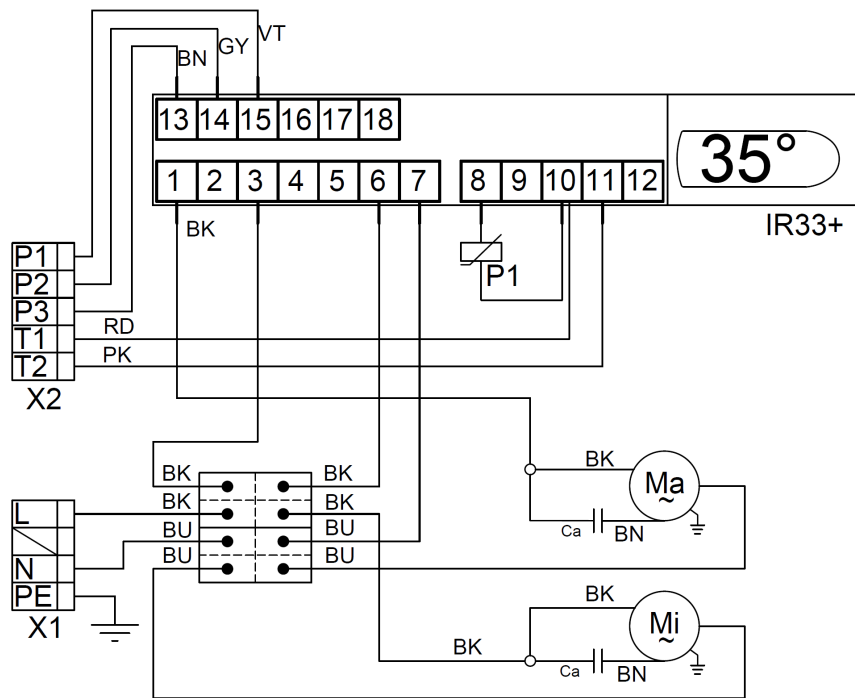 VT
GY
BN
13 14 15 16 17 18
35°
1 2 3 4 5 6 7 8 9 10 11 12
IR33+
BK
P1
P1
P2
P3
T1
RD
T2
PK
X2
BK BK
BK BK
BU BU
BU BU
L
N
PE
X1
BK
Ma
~
Ca
BN
BK
BK
Mi
~
Ca
BN